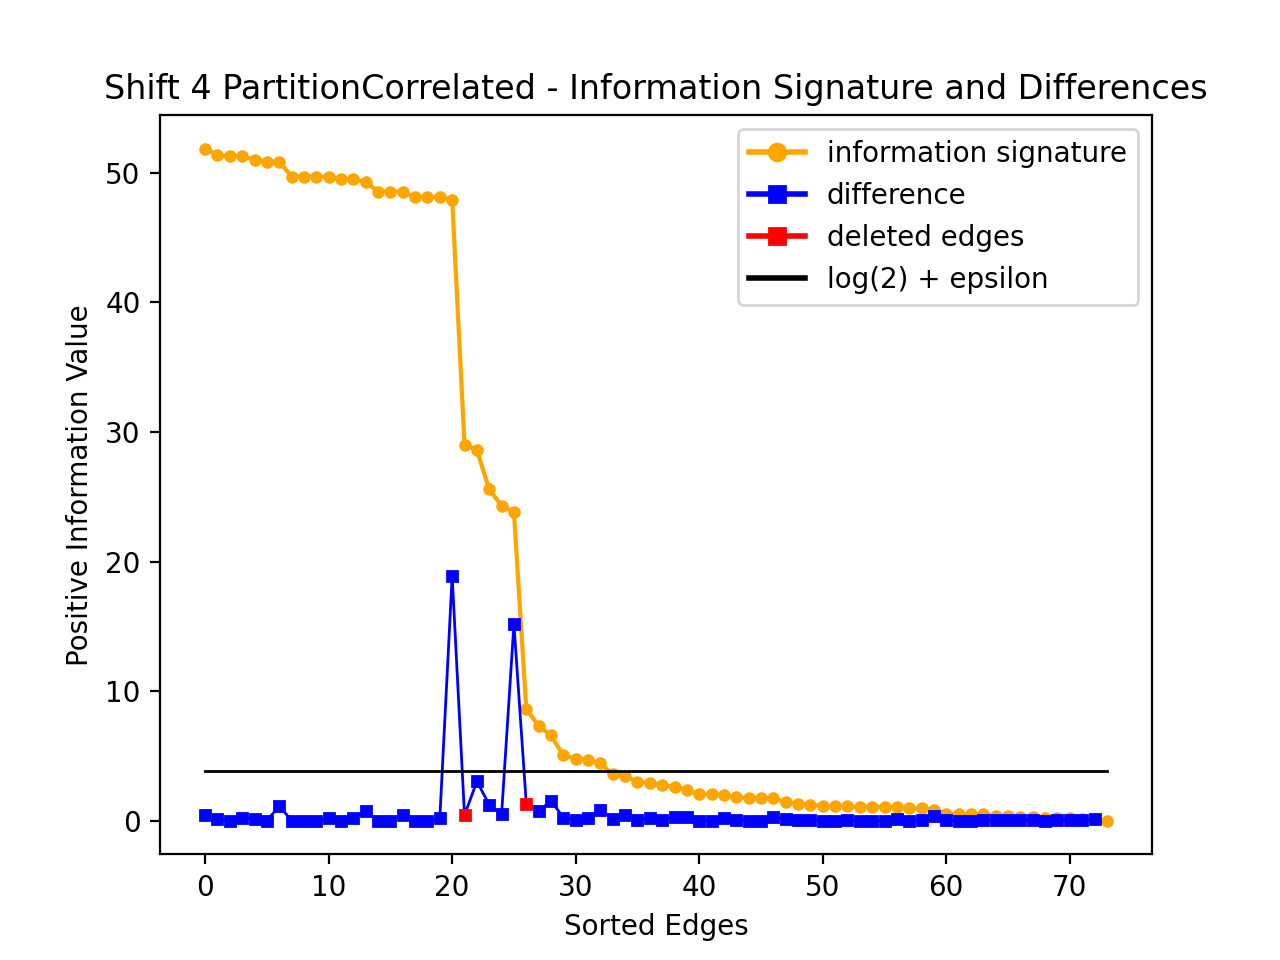 Shift 4 PartitionCorrelated - Information Signature and Differences
information signature
difference
deleted edges
log(2) + epsilon
Positive Information Value
50
40
30
20
10
0
0 10 20 30 40 50 60 70
Sorted Edges